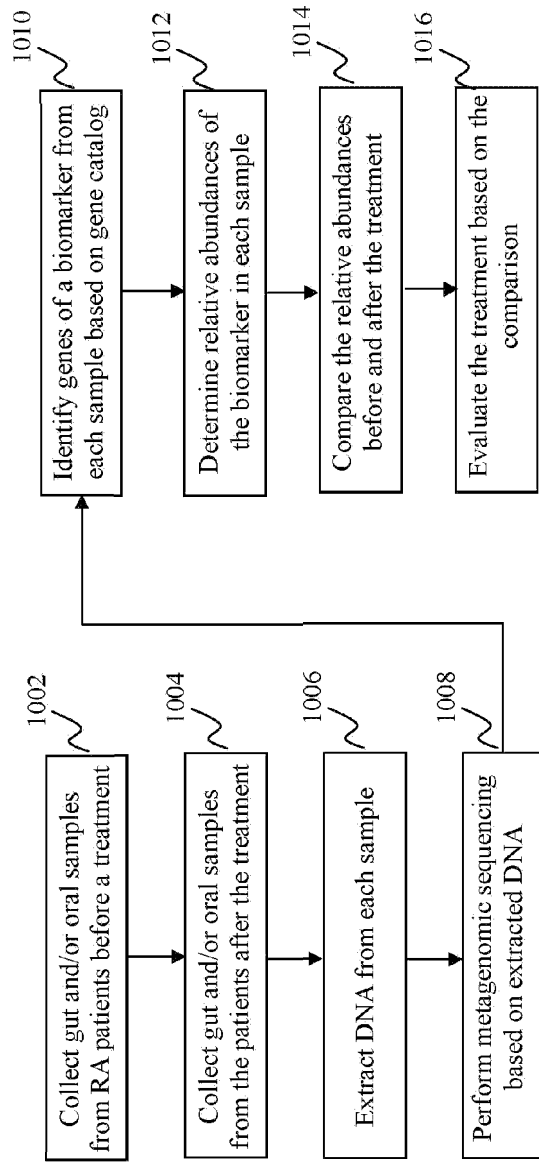 1002
Collect gut and/or oral samples
from RA patients before a treatment
1004
Collect gut and/or oral samples
from the patients after the treatment
1006
Extract DNA from each sample
1008
Perform metagenomic sequencing
based on extracted DNA
1010
Identify genes of a biomarker from
each sample based on gene catalog
1012
Determine relative abundances of
the biomarker in each sample
1014
Compare the relative abundances
before and after the treatment
1016
Evaluate the treatment based on the
comparison